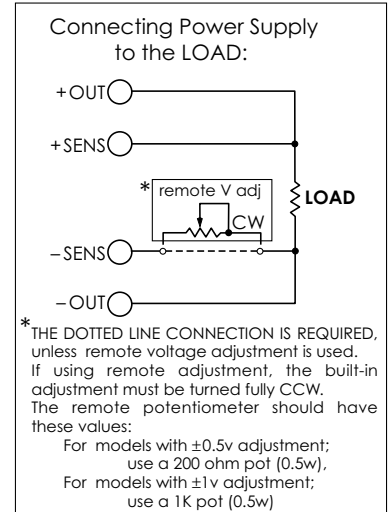 Connecting Power Supply
to the LOAD:
+OUT
+SENS
* remote V adj
CW
LOAD
–SENS
–OUT
*THE DOTTED LINE CONNECTION IS REQUIRED,
unless remote voltage adjustment is used.
If using remote adjustment, the built-in
adjustment must be turned fully CCW.
The remote potentiometer should have
these values:
For models with ±0.5v adjustment;
use a 200 ohm pot (0.5w),
For models with ±1v adjustment;
use a 1K pot (0.5w)